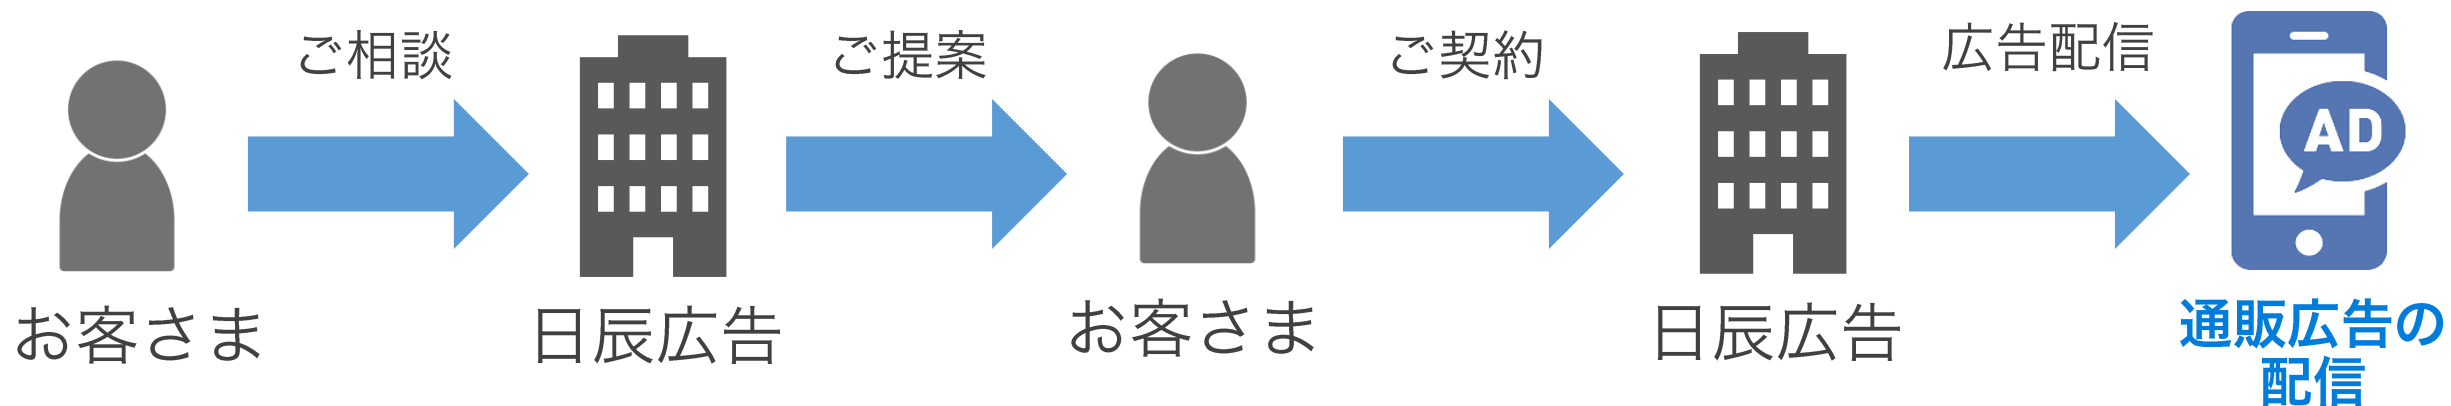 ご相談
ご提案
ご契約
広告配信
AD
お客さま
日辰広告
お客さま
日辰広告
通販広告の
配信